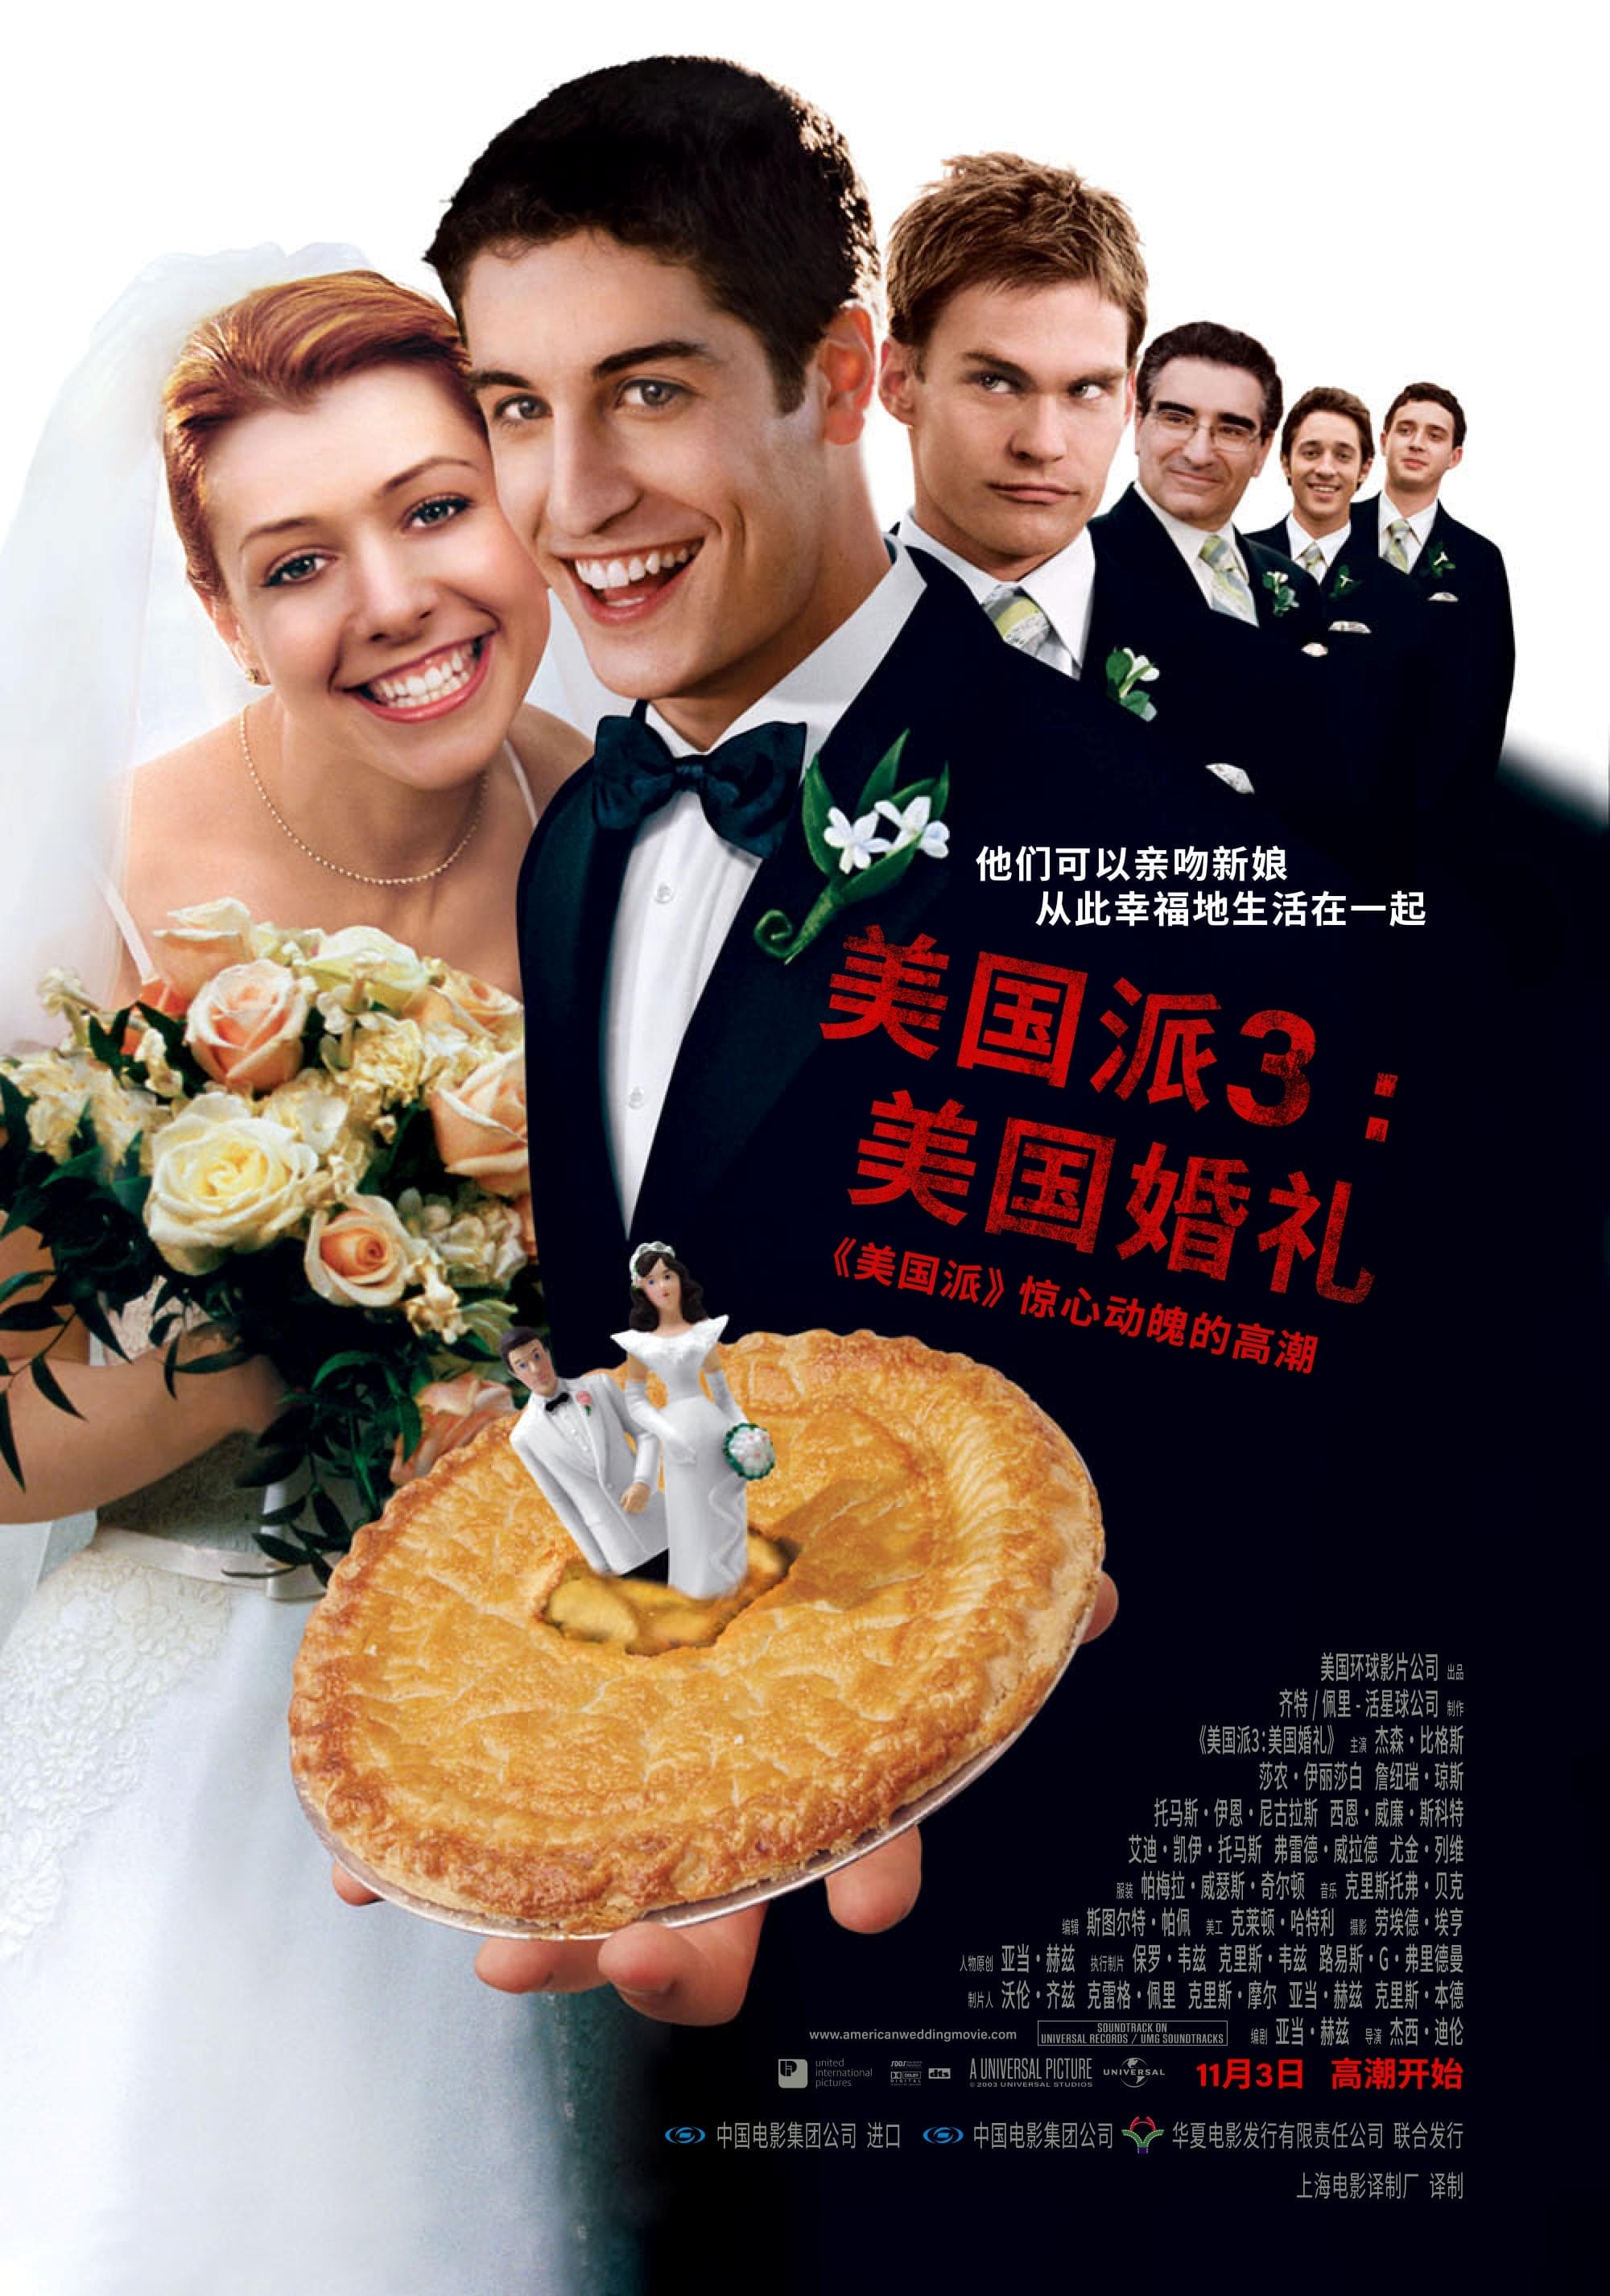 他们可以亲吻新娘
从此幸福地生活在一起
美国派3：
美国婚礼
《美国派》惊心动魄的高潮
美国环球影片公司 出品
齐特 / 佩里 - 活星球公司 制作
《美国派3:美国婚礼》 主演 杰森·比格斯
莎农·伊丽莎白 詹纽瑞·琼斯
托马斯·伊恩·尼古拉斯 西恩·威廉·斯科特
艾迪·凯伊·托马斯 弗雷德·威拉德 尤金·列维
服装 帕梅拉·威瑟斯·奇尔顿 音乐 克里斯托弗·贝克
编辑 斯图尔特·帕佩 美工 克莱顿·哈特利 摄影 劳埃德·埃亨
人物原创 亚当·赫兹 执行制片 保罗·韦兹 克里斯·韦兹 路易斯·G·弗里德曼
制片人 沃伦·齐兹 克雷格·佩里 克里斯·摩尔 亚当·赫兹 克里斯·本德
www.americanweddingmovie.com SOUNDTRACK ON UNIVERSAL RECORDS / UMG SOUNDTRACKS 编剧 亚当·赫兹 导演 杰西·迪伦
united international pictures DOLBY DIGITAL dts A UNIVERSAL PICTURE ©2003 UNIVERSAL STUDIOS UNIVERSAL 11月3日 高潮开始
中国电影集团公司 进口 中国电影集团公司 华夏电影发行有限责任公司 联合发行
上海电影译制厂 译制